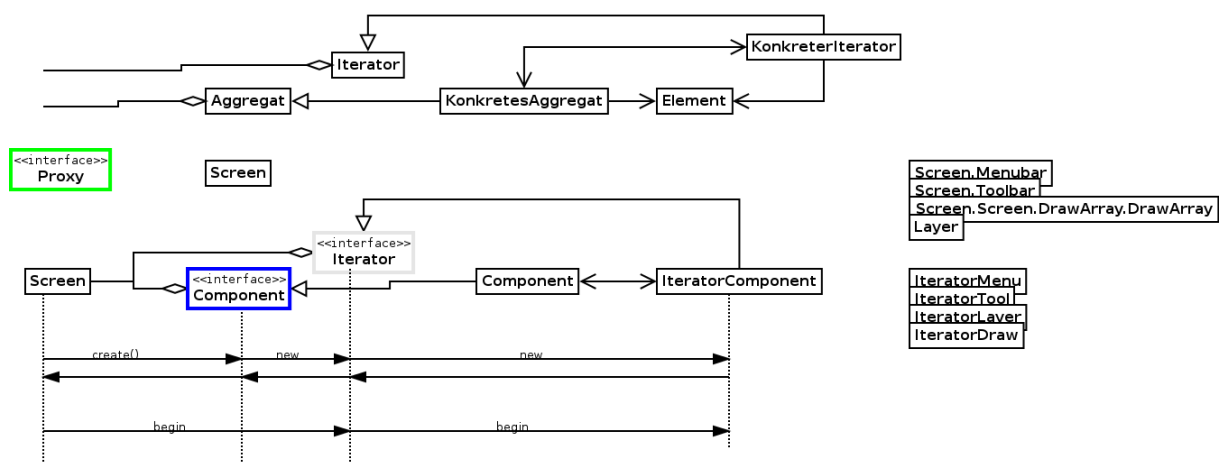 KonkreterIterator
Iterator
Aggregat
KonkretesAggregat
Element
<<interface>>
Proxy
Screen
Screen.Menubar
Screen.Toolbar
Screen.Screen.DrawArray.DrawArray
Layer
<<interface>>
Iterator
Screen
<<interface>>
Component
Component
IteratorComponent
IteratorMenu
IteratorTool
IteratorLayer
IteratorDraw
create()
new
new
begin
begin